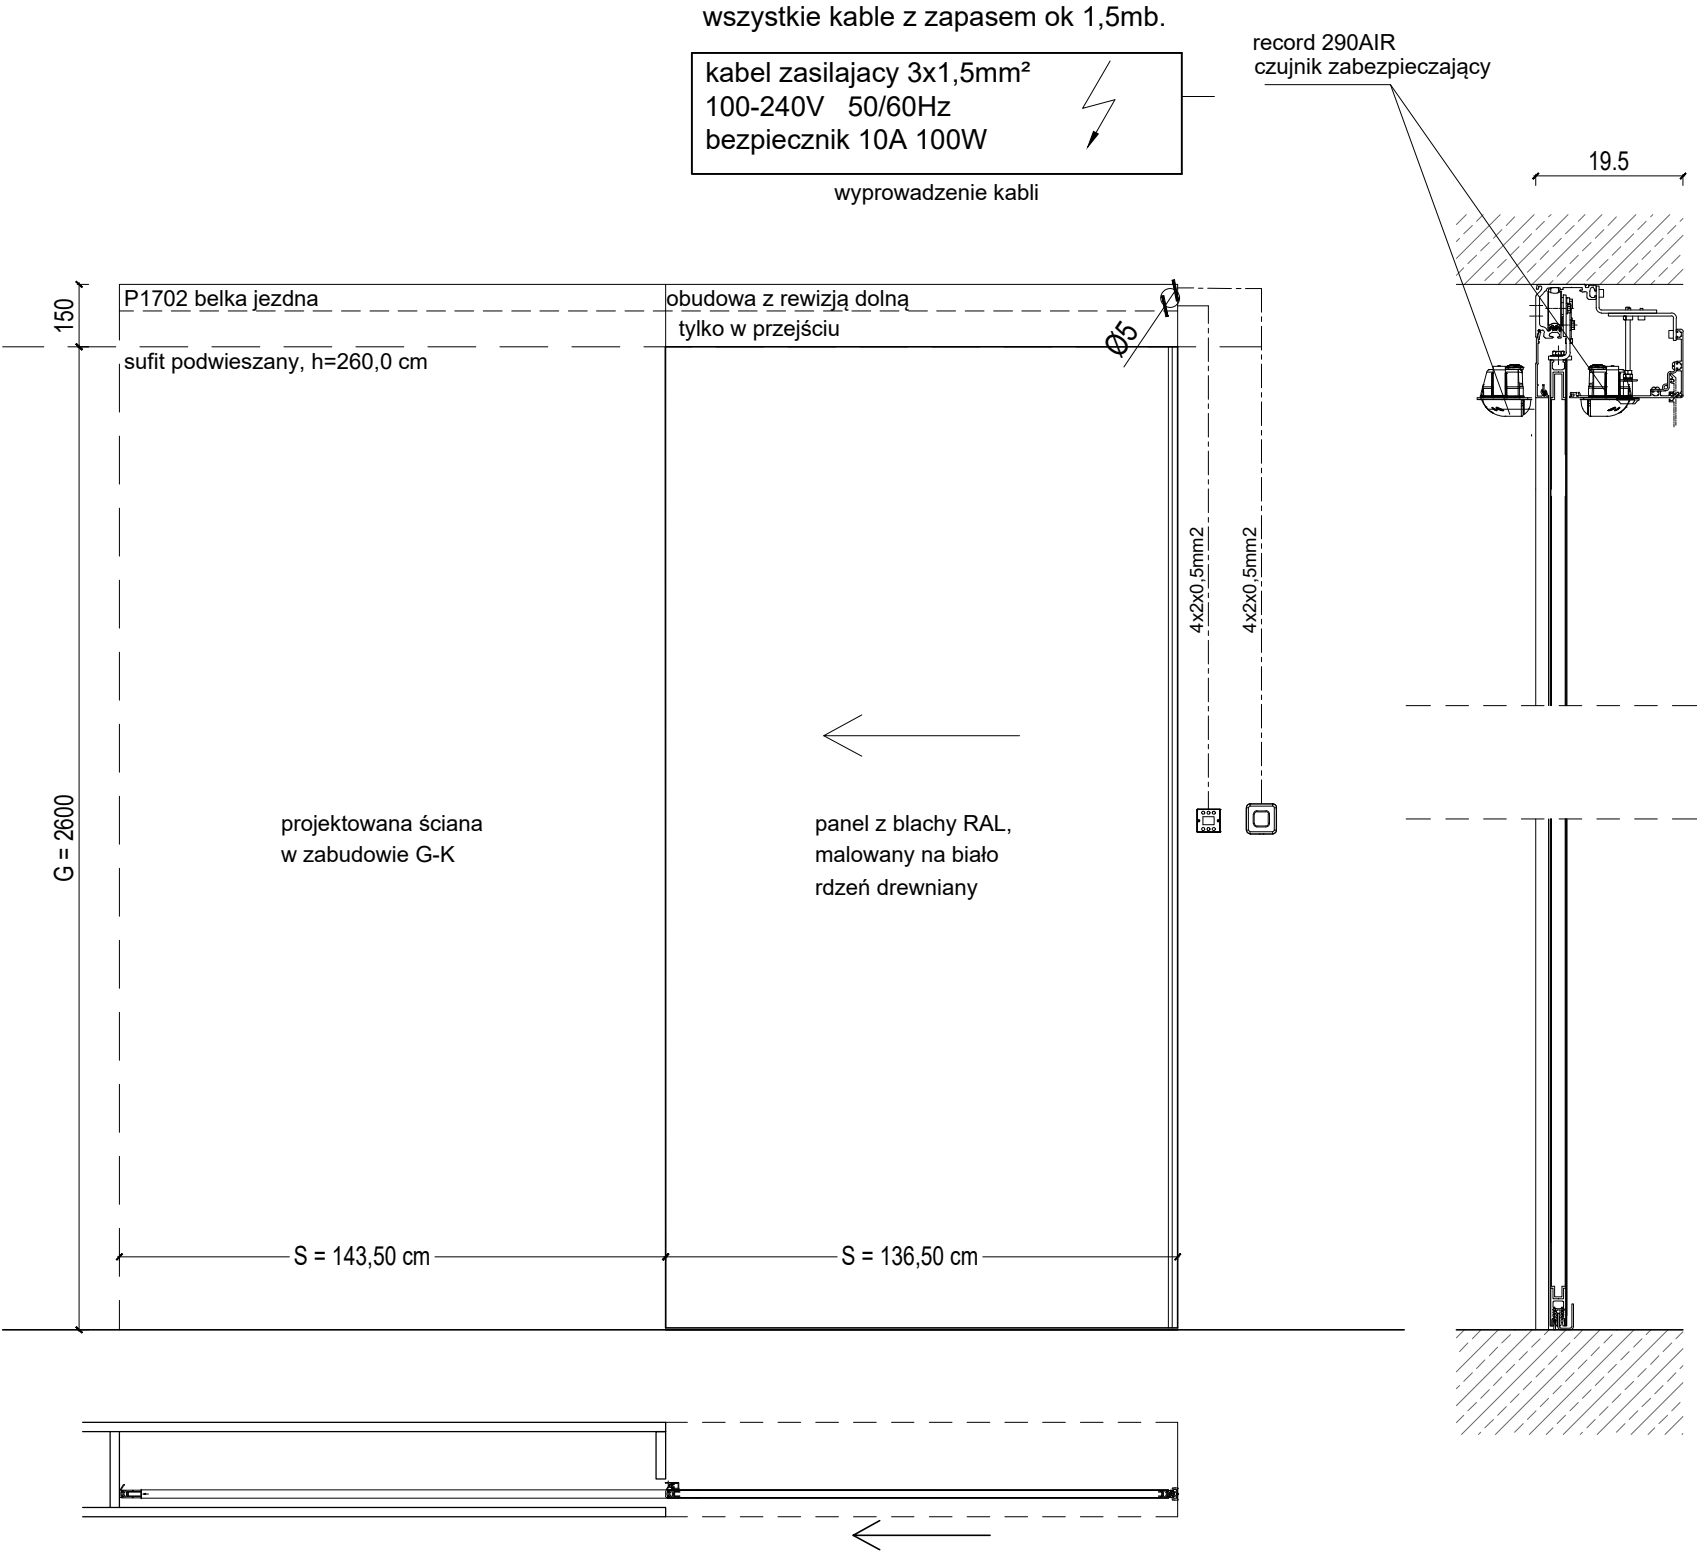 wszystkie kable z zapasem ok 1,5mb.
kabel zasilajacy 3x1,5mm²
100-240V 50/60Hz
bezpiecznik 10A 100W
wyprowadzenie kabli
record 290AIR
czujnik zabezpieczający
19.5
150
P1702 belka jezdna
obudowa z rewizją dolną
tylko w przejściu
Ø5
sufit podwieszany, h=260,0 cm
4x2x0,5mm2
4x2x0,5mm2
G = 2600
projektowana ściana
w zabudowie G-K
panel z blachy RAL,
malowany na biało
rdzeń drewniany
S = 143,50 cm
S = 136,50 cm